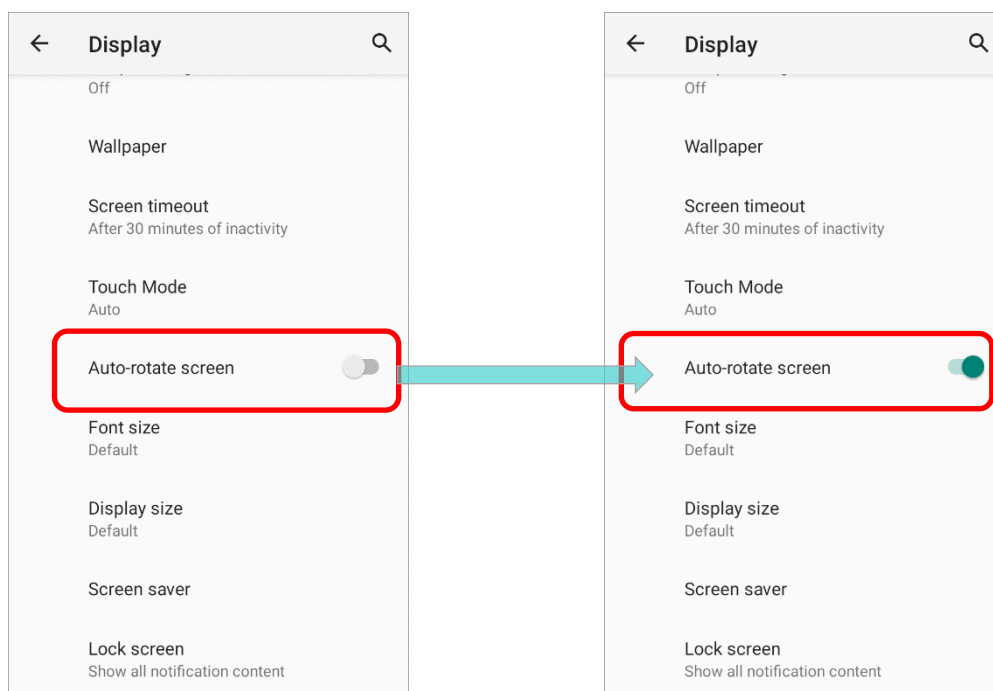 Display
Off
Wallpaper
Screen timeout
After 30 minutes of inactivity
Touch Mode
Auto
Auto-rotate screen
Font size
Default
Display size
Default
Screen saver
Lock screen
Show all notification content
Display
Off
Wallpaper
Screen timeout
After 30 minutes of inactivity
Touch Mode
Auto
Auto-rotate screen
Font size
Default
Display size
Default
Screen saver
Lock screen
Show all notification content